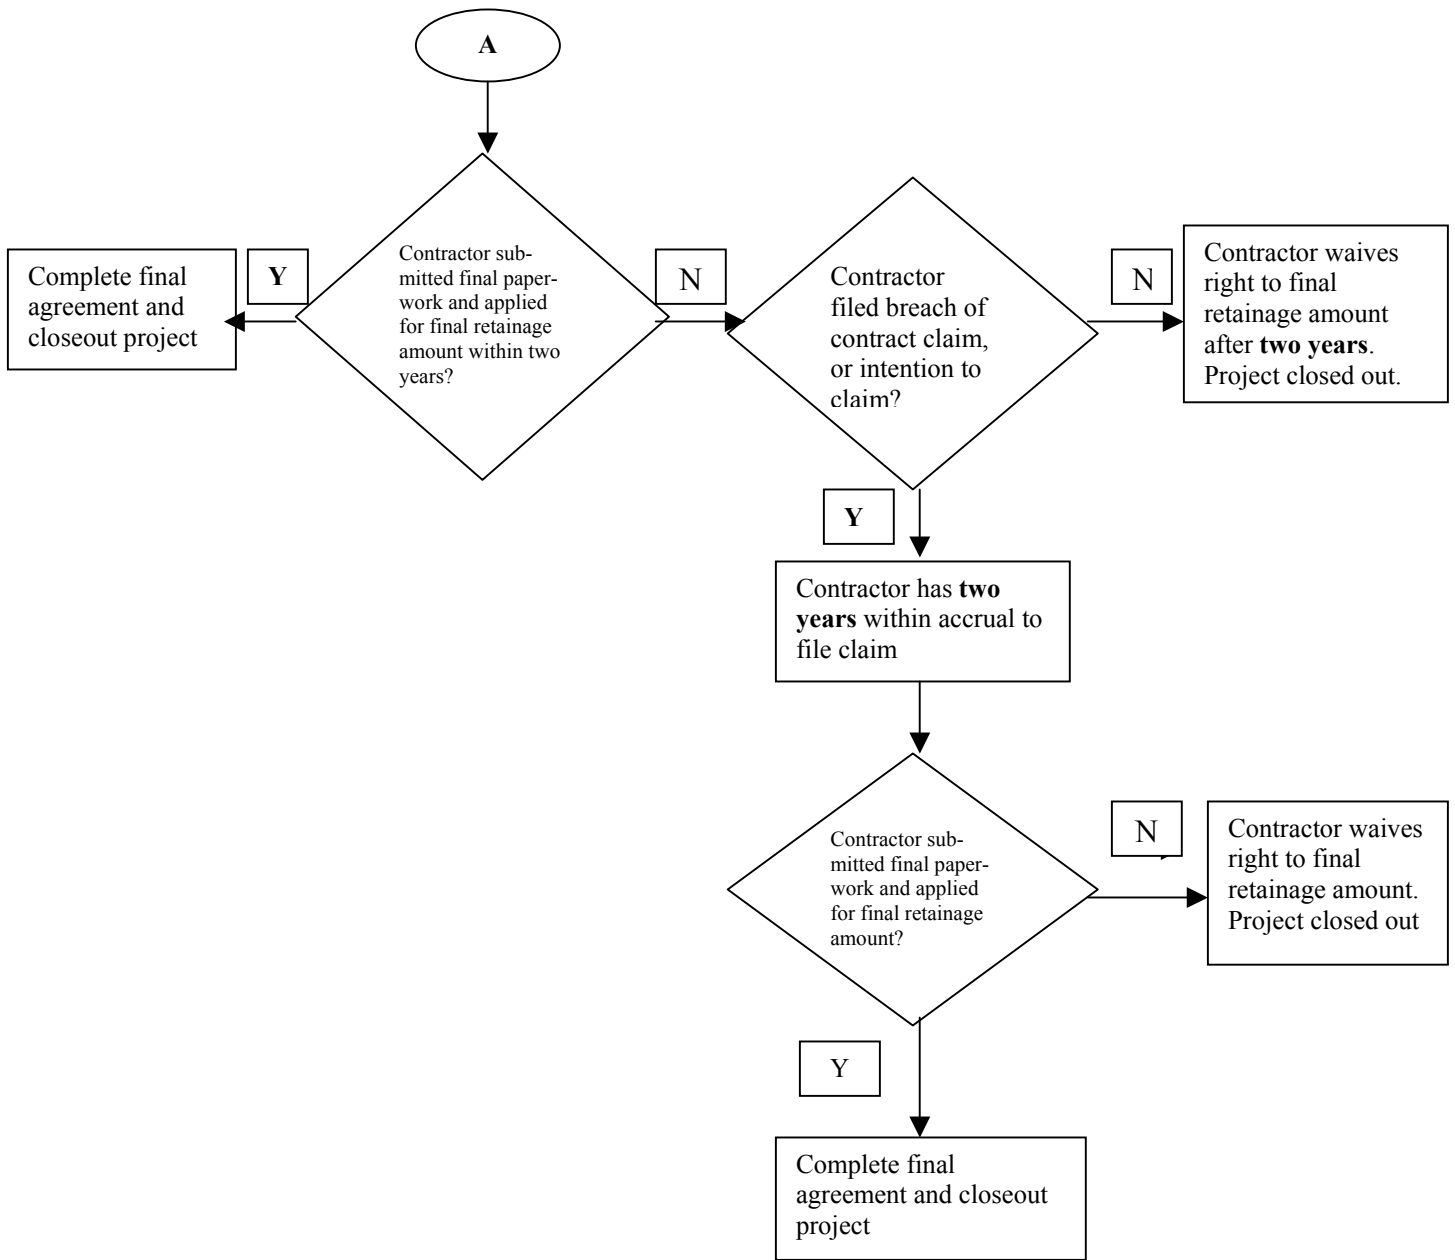 A
Contractor sub-
mitted final paper-
work and applied
for final retainage
amount within two
years?
Y
Complete final
agreement and
closeout project
N
Contractor
filed breach of
contract claim,
or intention to
claim?
N
Contractor waives
right to final
retainage amount
after two years.
Project closed out.
Y
Contractor has two
years within accrual to
file claim
Contractor sub-
mitted final paper-
work and applied
for final retainage
amount?
N
Contractor waives
right to final
retainage amount.
Project closed out
Y
Complete final
agreement and closeout
project